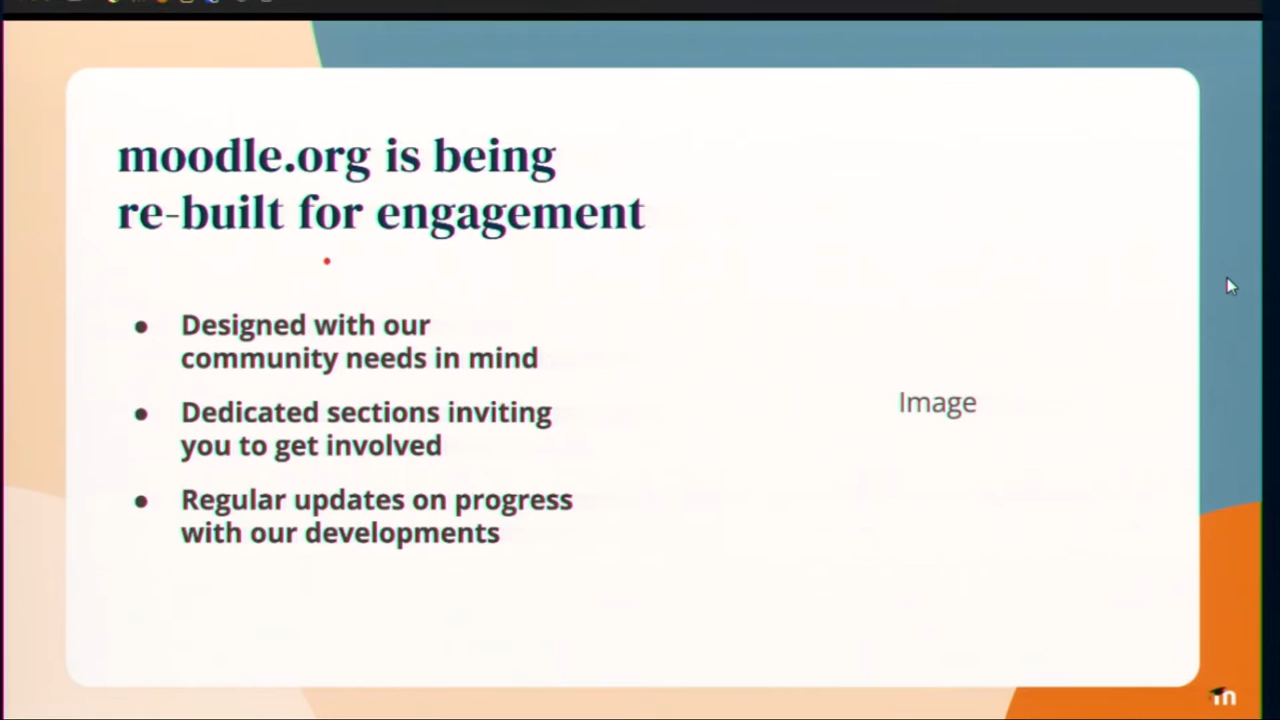 moodle.org is being
re-built for engagement
● Designed with our
community needs in mind
● Dedicated sections inviting
you to get involved
● Regular updates on progress
with our developments
Image
m